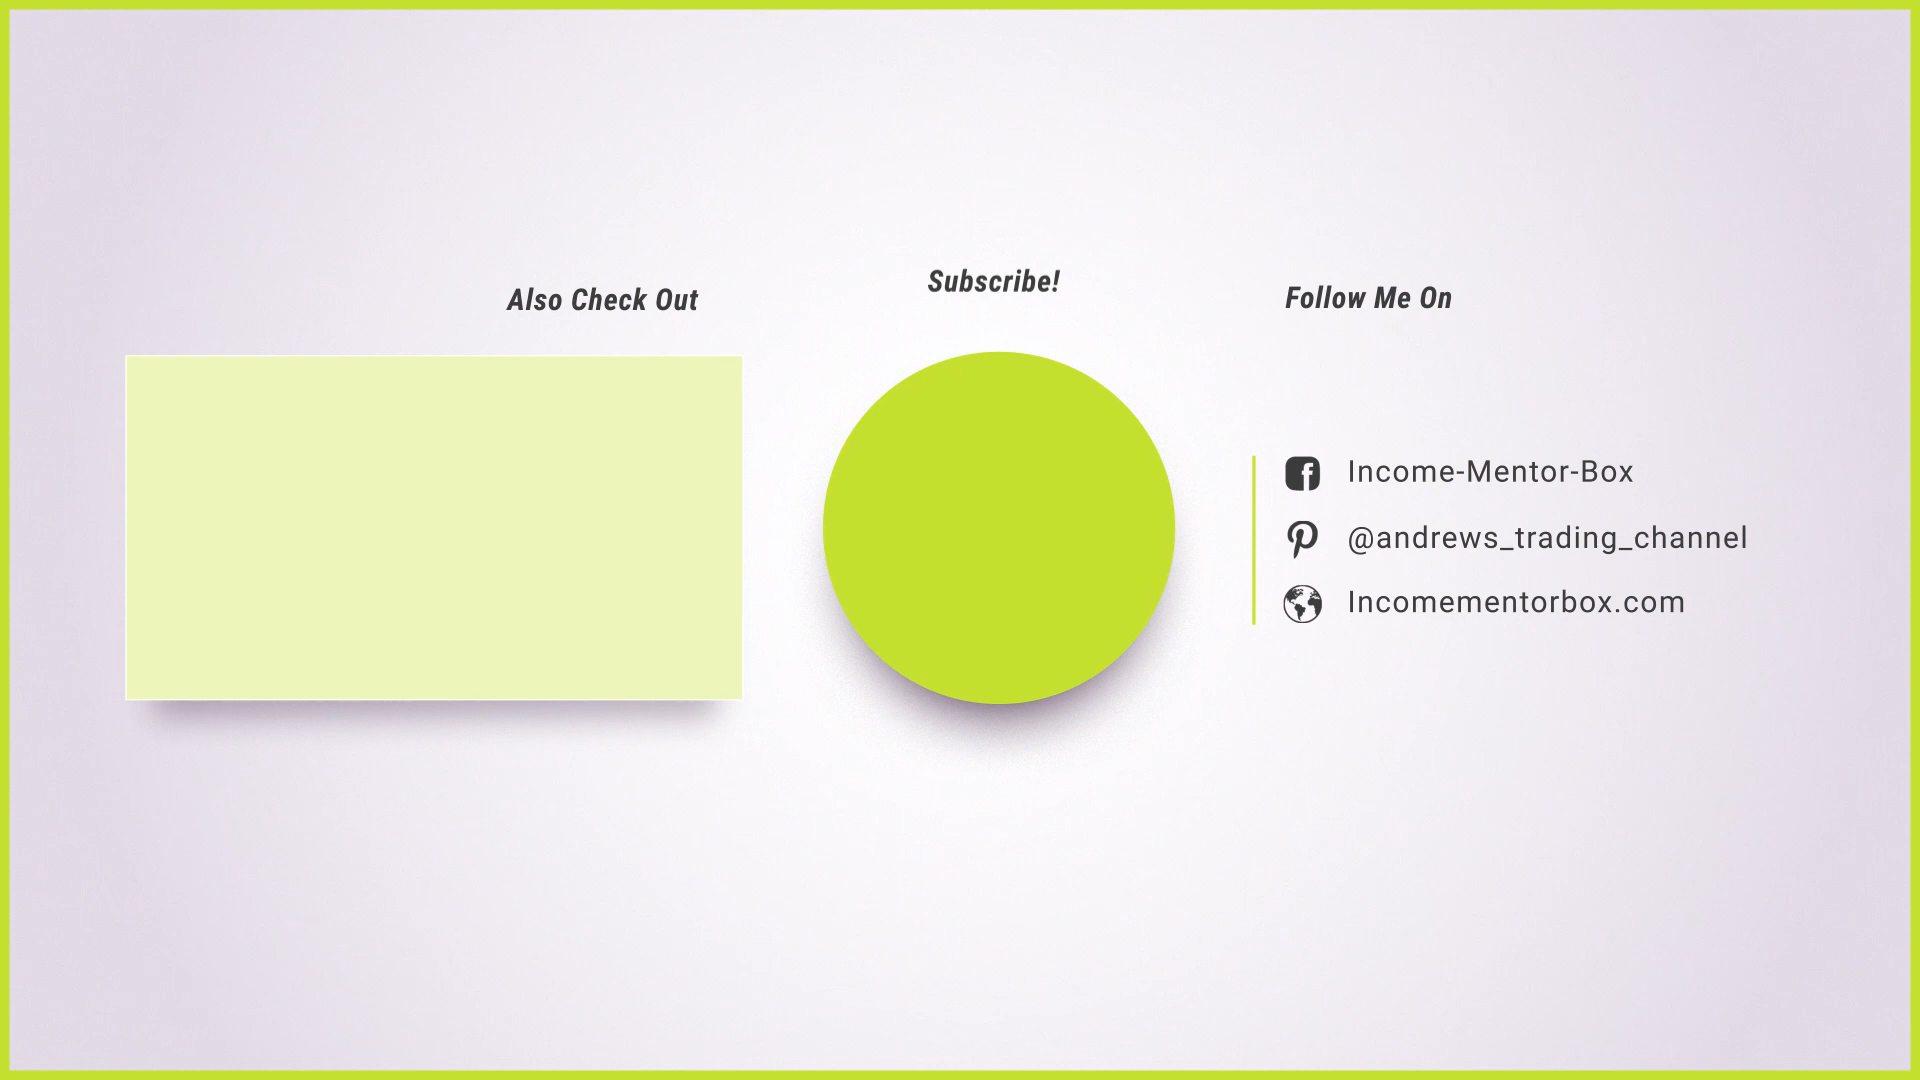 Also Check Out
Subscribe!
Follow Me On
Income-Mentor-Box
@andrews_trading_channel
Incomementorbox.com